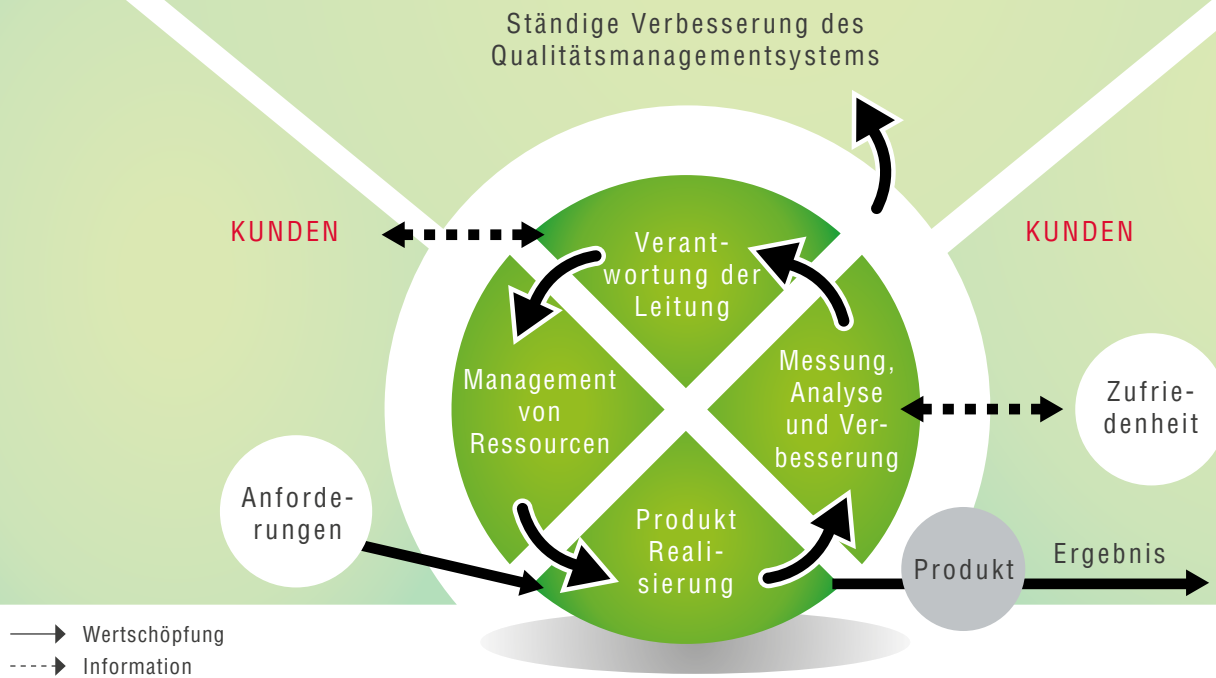 Ständige Verbesserung des
Qualitätsmanagementsystems
KUNDEN
KUNDEN
Verant-
wortung der
Leitung
Management
von
Ressourcen
Messung,
Analyse
und Ver-
besserung
Zufrie-
denheit
Anforde-
rungen
Produkt
Reali-
sierung
Produkt
Ergebnis
Wertschöpfung
Information